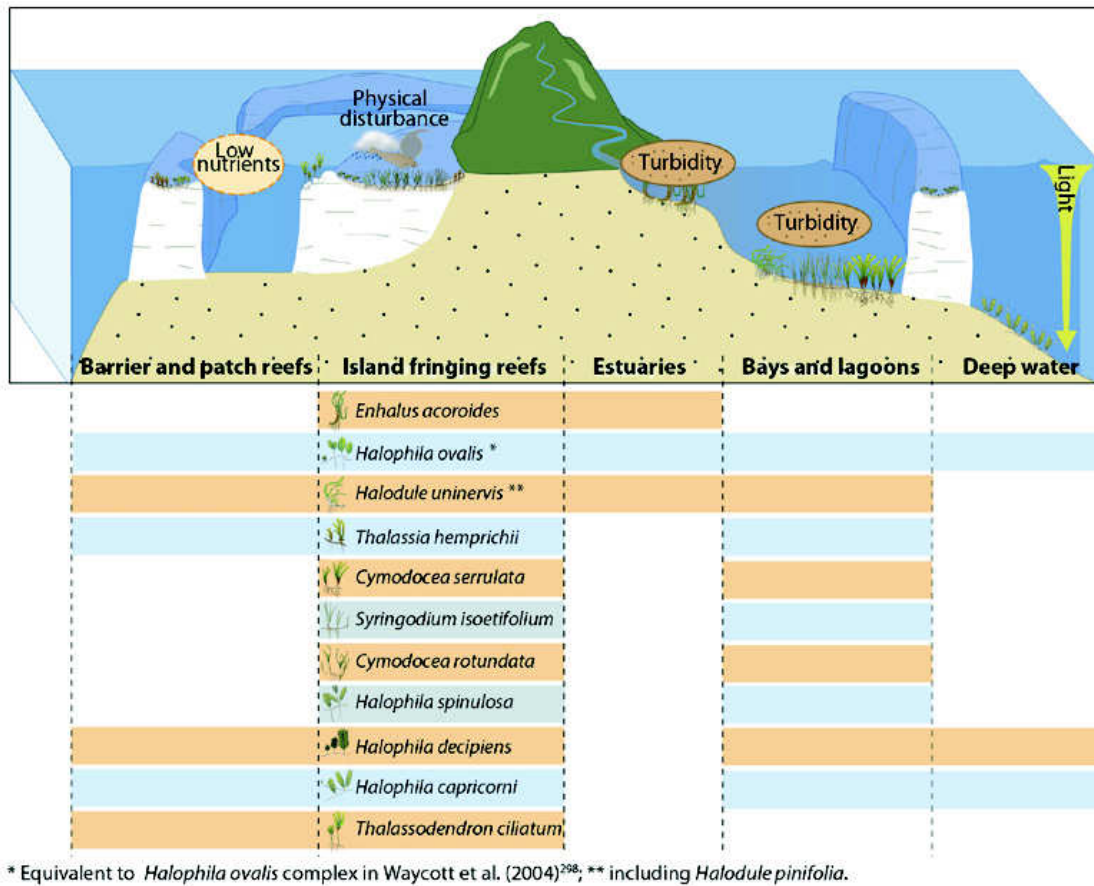 Physical
disturbance
Low
nutrients
Turbidity
Turbidity
Light
Barrier and patch reefs
Island fringing reefs
Estuaries
Bays and lagoons
Deep water
Enhalus acoroides
Halophila ovalis *
Halodule uninervis **
Thalassia hemprichii
Cymodocea serrulata
Syringodium isoetifolium
Cymodocea rotundata
Halophila spinulosa
Halophila decipiens
Halophila capricorni
Thalassodendron ciliatum
* Equivalent to Halophila ovalis complex in Waycott et al. (2004)²⁹⁸; ** including Halodule pinifolia.